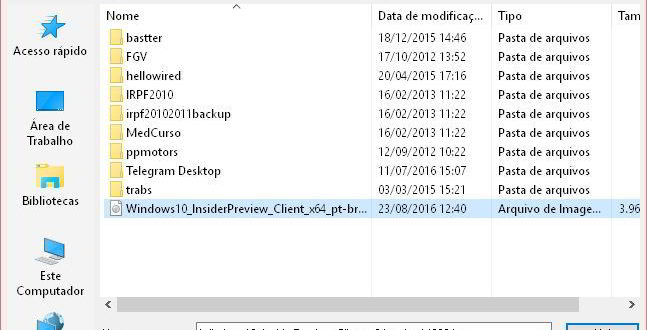 Nome Data de modificaç... Tipo Tam
Acesso rápido
bastter 18/12/2015 14:46 Pasta de arquivos
FGV 17/10/2012 13:52 Pasta de arquivos
hellowired 20/04/2015 17:16 Pasta de arquivos
IRPF2010 16/02/2013 11:22 Pasta de arquivos
irpf20102011backup 16/02/2013 11:22 Pasta de arquivos
MedCurso 16/02/2013 11:22 Pasta de arquivos
ppmotors 12/09/2012 10:22 Pasta de arquivos
Telegram Desktop 11/07/2016 15:07 Pasta de arquivos
trabs 03/03/2015 15:21 Pasta de arquivos
Windows10_InsiderPreview_Client_x64_pt-br... 23/08/2016 12:40 Arquivo de Image... 3.96
Área de
Trabalho
Bibliotecas
Este
Computador